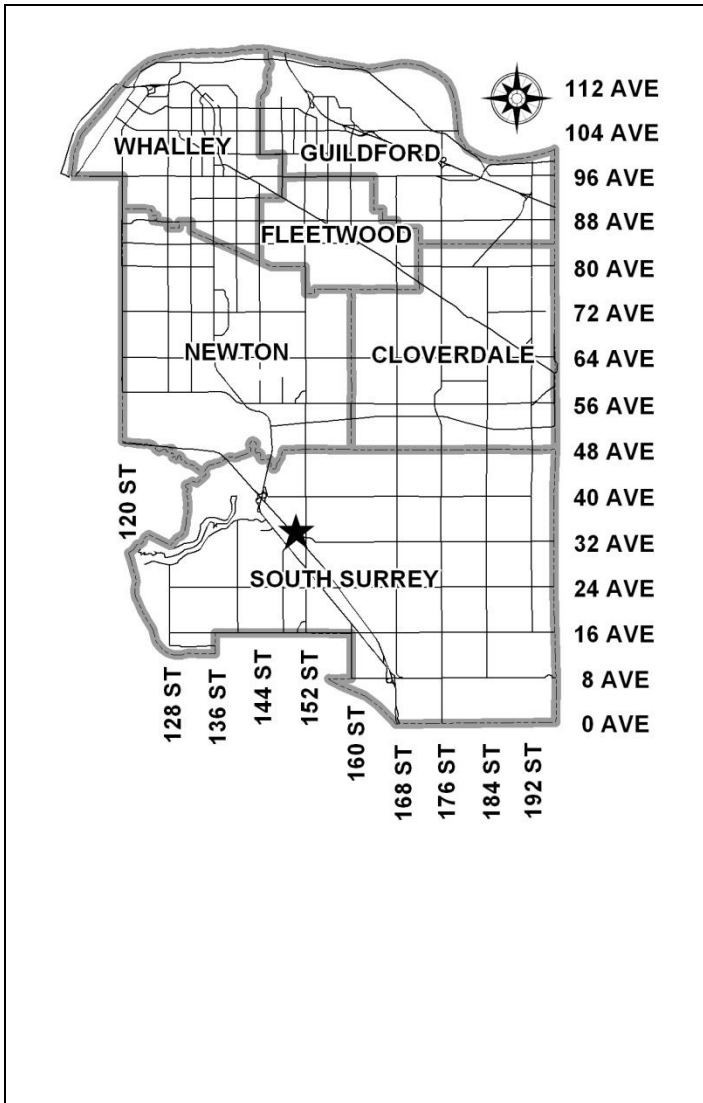 112 AVE
104 AVE
WHALLEY
GUILDFORD
96 AVE
88 AVE
FLEETWOOD
80 AVE
72 AVE
NEWTON
CLOVERDALE
64 AVE
56 AVE
48 AVE
120 ST
40 AVE
32 AVE
SOUTH SURREY
24 AVE
16 AVE
128 ST
136 ST
144 ST
152 ST
8 AVE
160 ST
0 AVE
168 ST
176 ST
184 ST
192 ST